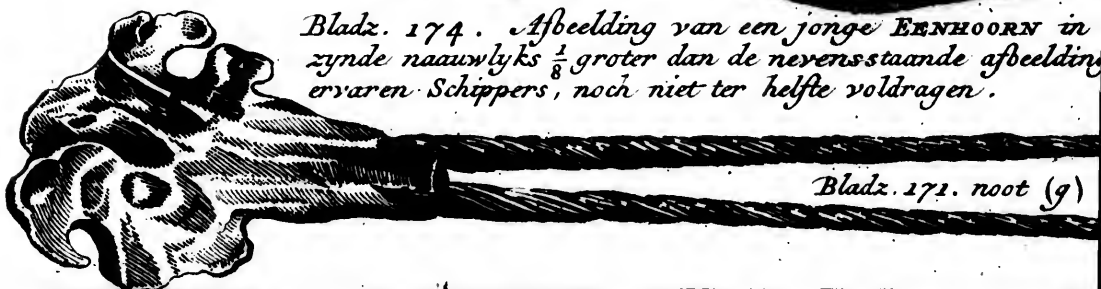 Bladz. 174. Afbeelding van een jonge EENHOORN in
zynde naauwlyks 1/8 groter dan de nevensstaande afbeelding
ervaren Schippers, noch niet ter helfte voldragen.
Bladz. 171. noot (g)